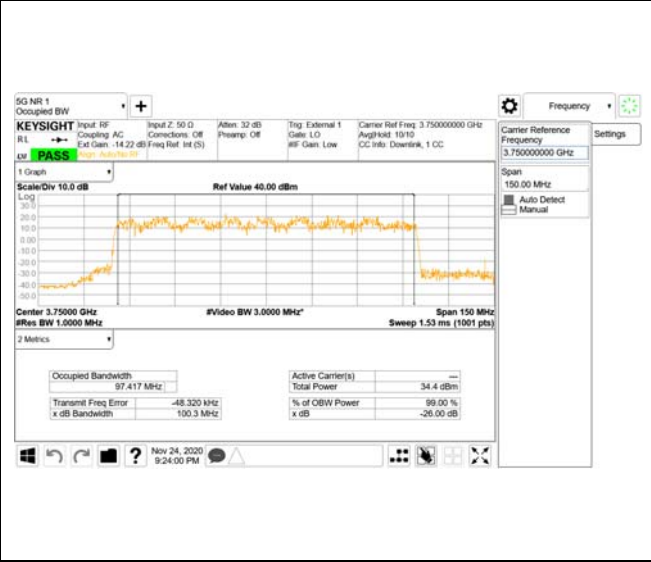 5G NR 1
Occupied BW
Frequency
KEYSIGHT
R L
PASS
Input: RF
Coupling: AC
Ext Gain: -14.22 dB
Align: Auto/No RF
Input Z: 50 Ω
Corrections: Off
Freq Ref: Int (S)
Atten: 32 dB
Preamp: Off
Trig: External 1
Gate: LO
#IF Gain: Low
Carrier Ref Freq: 3.750000000 GHz
Avg|Hold: 10/10
CC Info: Downlink, 1 CC
Carrier Reference
Frequency
3.750000000 GHz
Settings
Span
150.00 MHz
Auto Detect
Manual
1 Graph
Scale/Div 10.0 dB
Ref Value 40.00 dBm
Log
30.0
20.0
10.0
0.00
-10.0
-20.0
-30.0
-40.0
-50.0
Center 3.75000 GHz
#Video BW 3.0000 MHz*
Span 150 MHz
#Res BW 1.0000 MHz
Sweep 1.53 ms (1001 pts)
2 Metrics
Occupied Bandwidth
97.417 MHz
Transmit Freq Error -48.320 kHz
x dB Bandwidth 100.3 MHz
Active Carrier(s) ---
Total Power 34.4 dBm
% of OBW Power 99.00 %
x dB -26.00 dB
?
Nov 24, 2020
9:24:00 PM